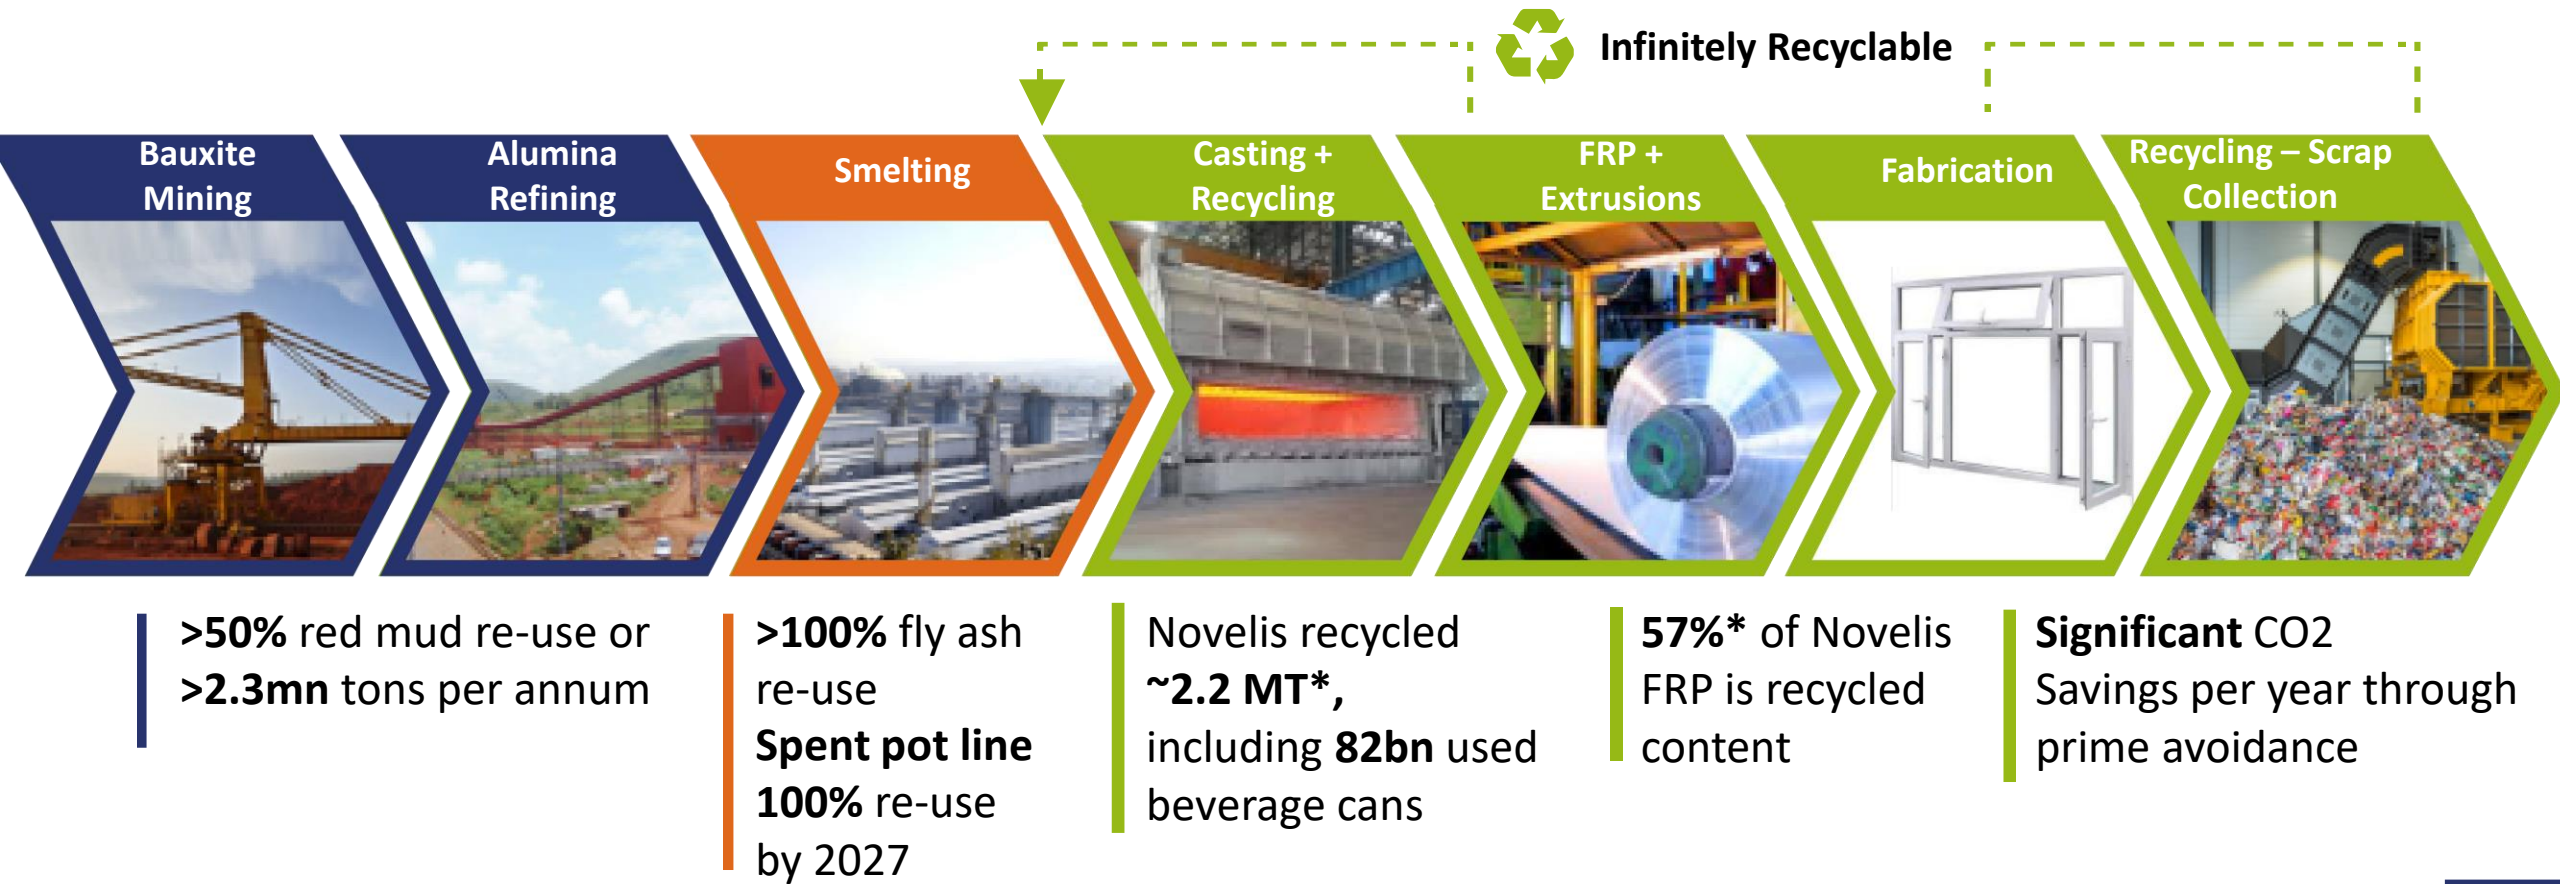 Infinitely Recyclable
Bauxite
Mining
Alumina
Refining
Smelting
Casting +
Recycling
FRP +
Extrusions
Fabrication
Recycling – Scrap
Collection
>50% red mud re-use or
>2.3mn tons per annum
>100% fly ash
re-use
Spent pot line
100% re-use
by 2027
Novelis recycled
~2.2 MT*,
including 82bn used
beverage cans
57%* of Novelis
FRP is recycled
content
Significant CO2
Savings per year through
prime avoidance